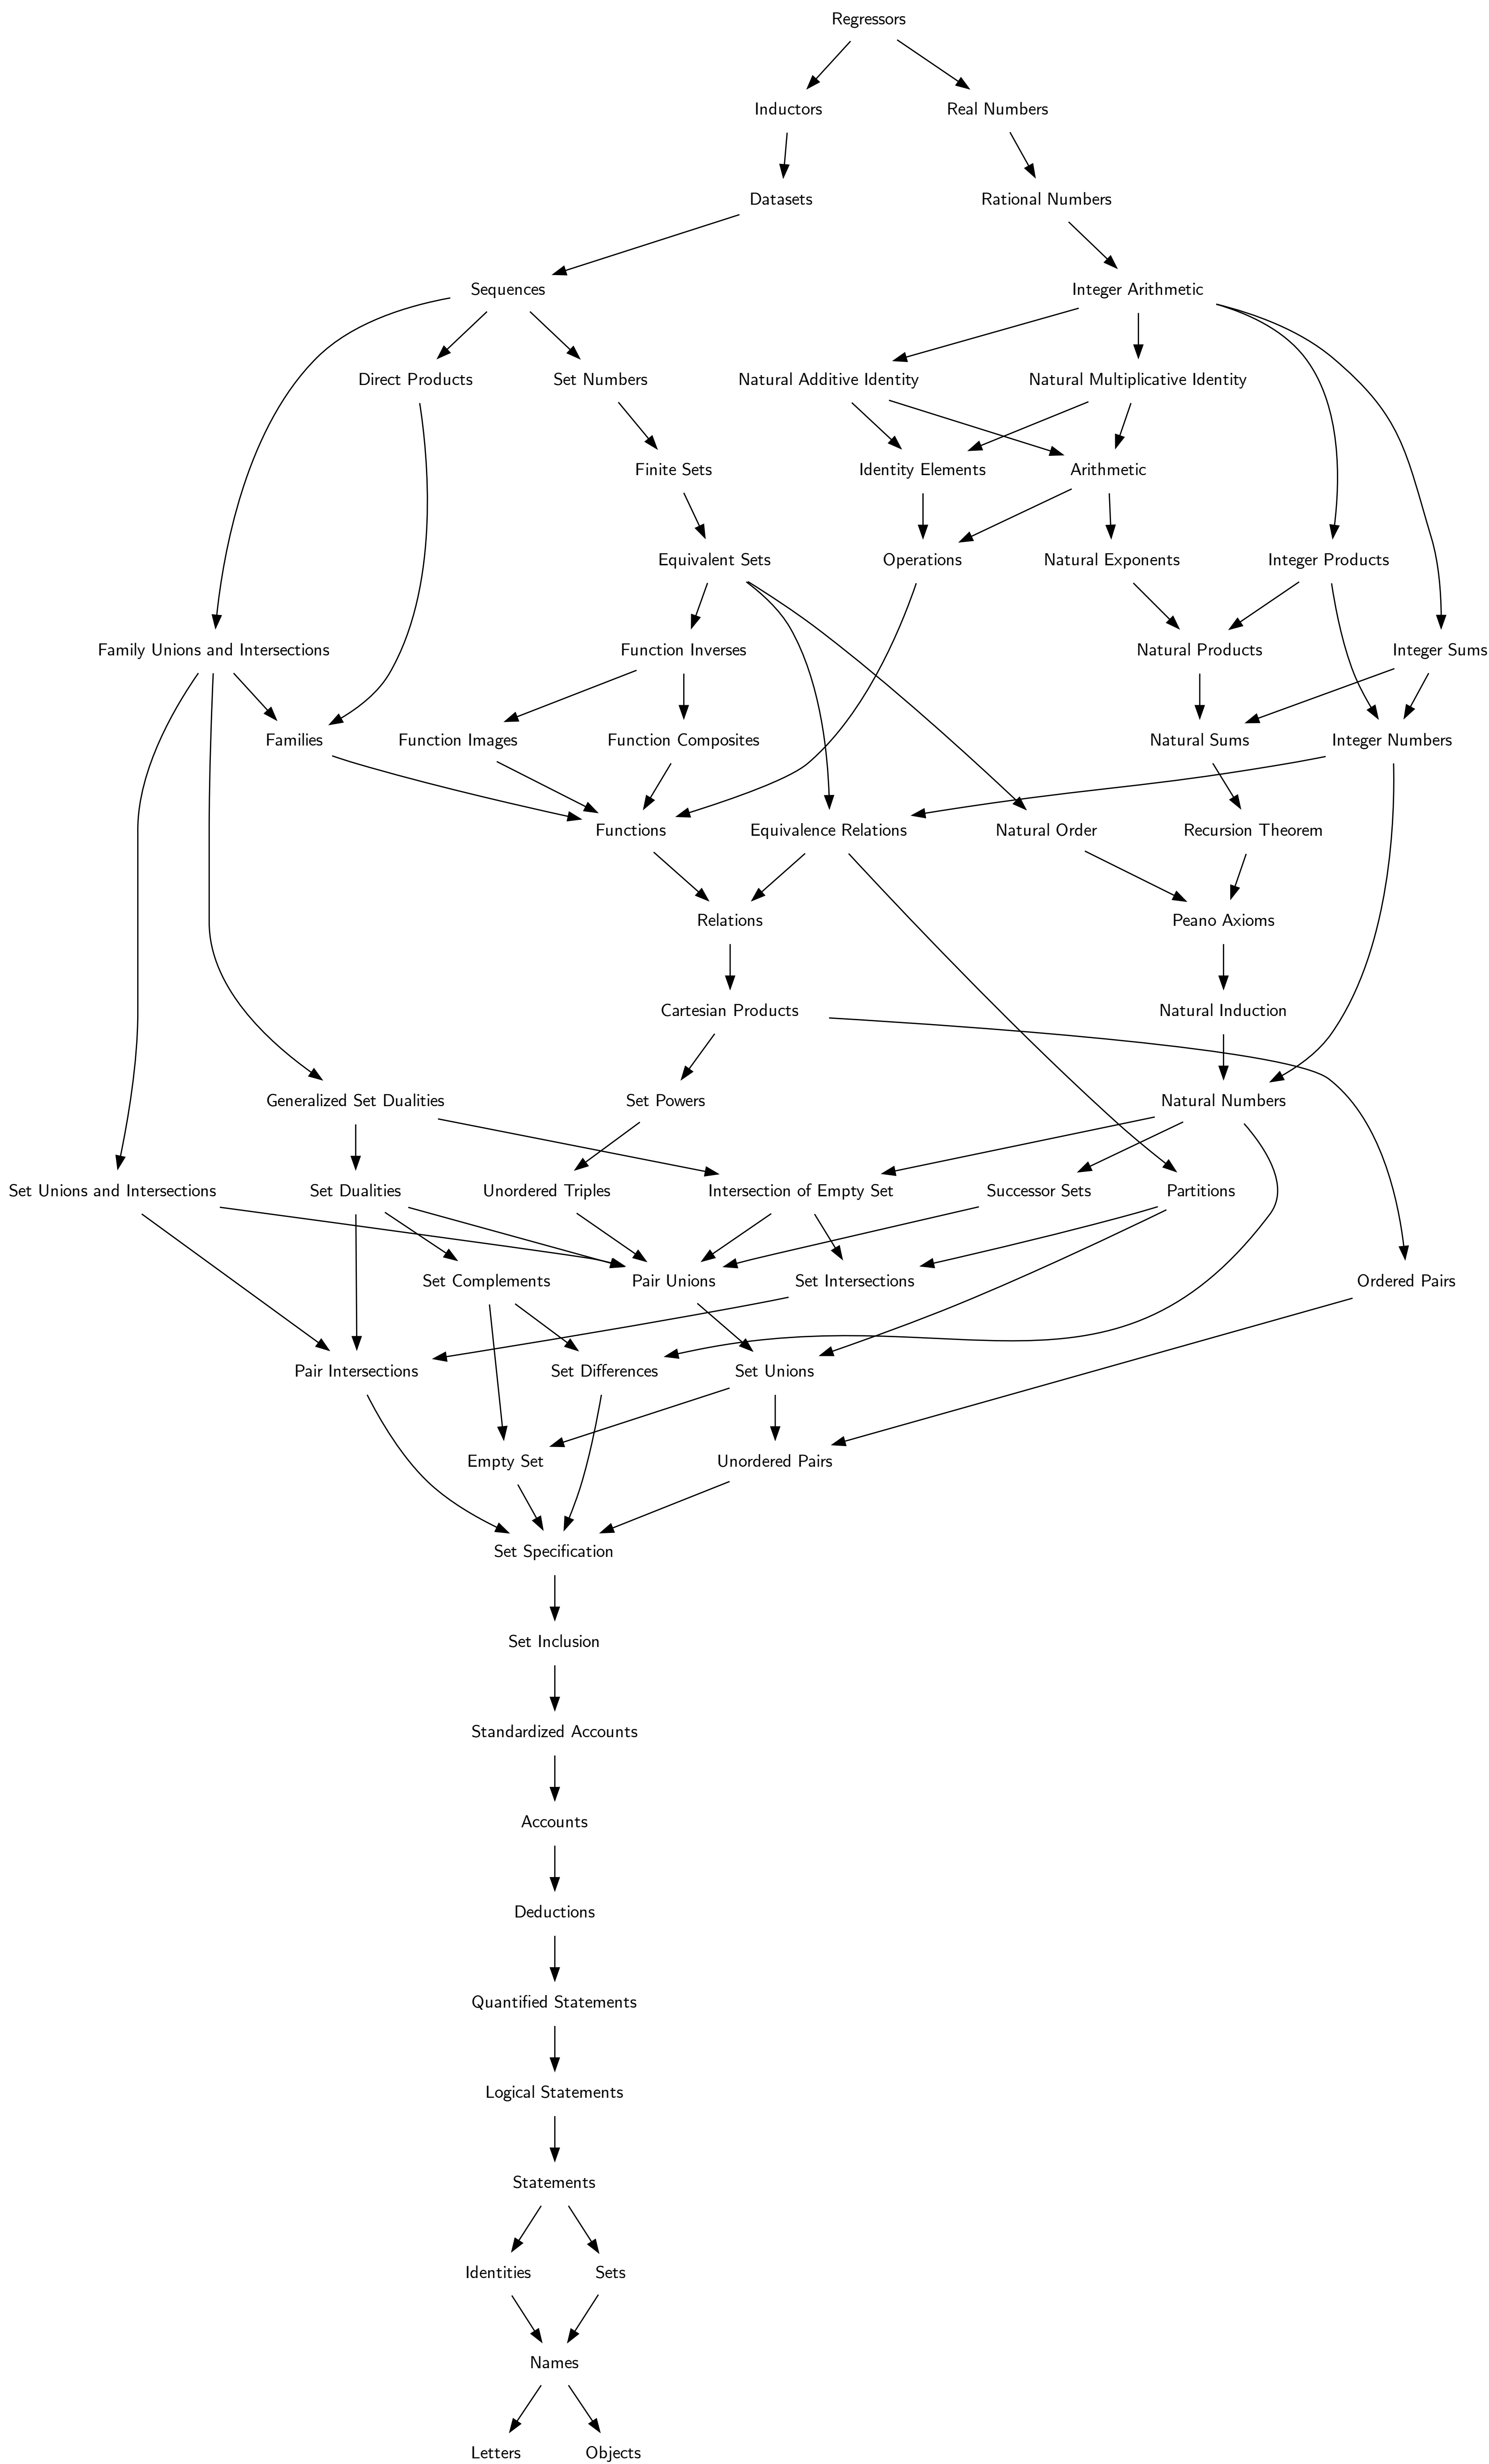 Regressors
Inductors
Real Numbers
Datasets
Rational Numbers
Sequences
Integer Arithmetic
Direct Products
Set Numbers
Natural Additive Identity
Natural Multiplicative Identity
Finite Sets
Identity Elements
Arithmetic
Equivalent Sets
Operations
Natural Exponents
Integer Products
Family Unions and Intersections
Function Inverses
Natural Products
Integer Sums
Families
Function Images
Function Composites
Natural Sums
Integer Numbers
Functions
Equivalence Relations
Natural Order
Recursion Theorem
Relations
Peano Axioms
Cartesian Products
Natural Induction
Generalized Set Dualities
Set Powers
Natural Numbers
Set Unions and Intersections
Set Dualities
Unordered Triples
Intersection of Empty Set
Successor Sets
Partitions
Set Complements
Pair Unions
Set Intersections
Ordered Pairs
Pair Intersections
Set Differences
Set Unions
Empty Set
Unordered Pairs
Set Specification
Set Inclusion
Standardized Accounts
Accounts
Deductions
Quantified Statements
Logical Statements
Statements
Identities
Sets
Names
Letters
Objects